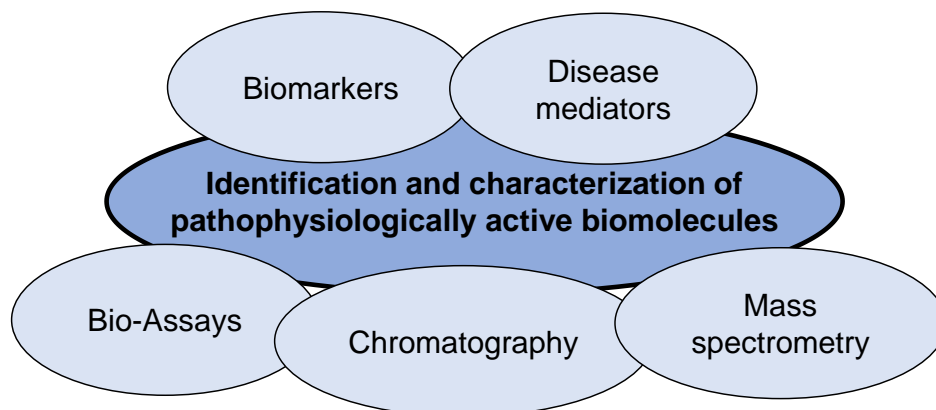 Biomarkers
Disease
mediators
Identification and characterization of
pathophysiologically active biomolecules
Bio-Assays
Chromatography
Mass
spectrometry